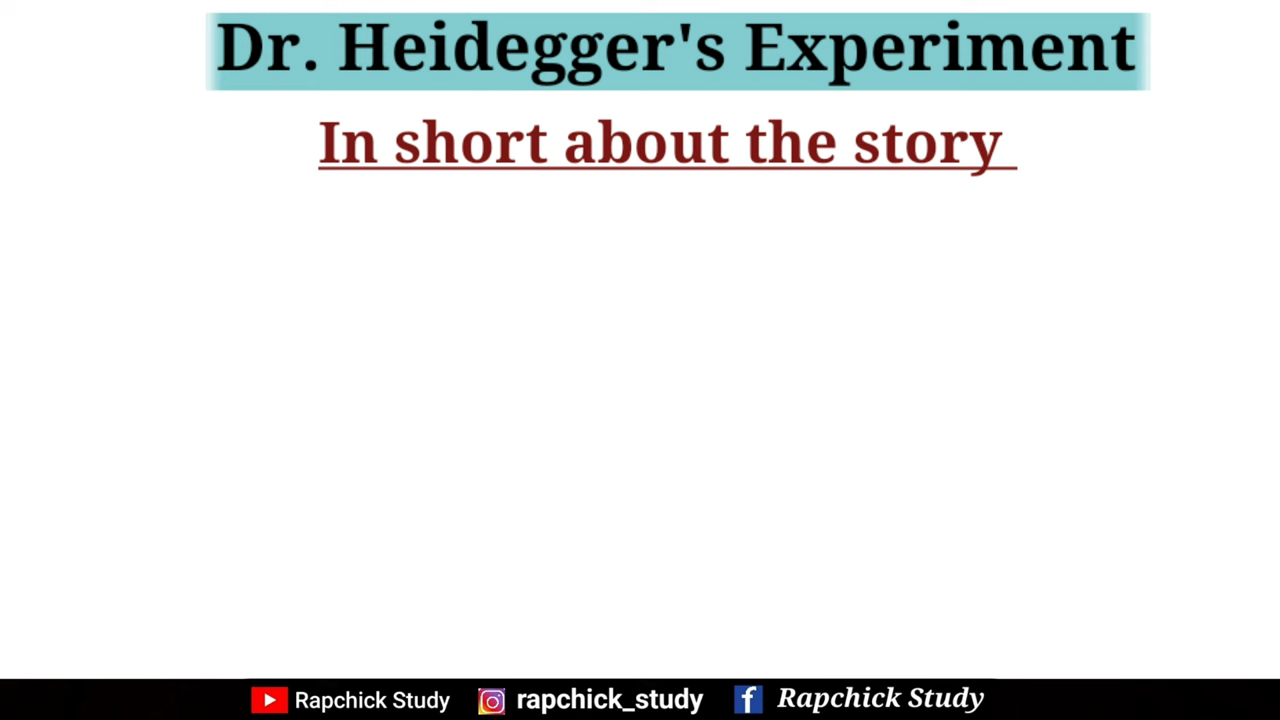 Dr. Heidegger's Experiment
In short about the story
Rapchick Study rapchick_study Rapchick Study